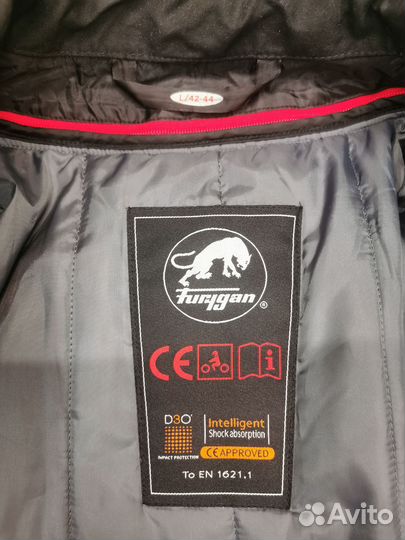 L/42-44
furygan®
CE
D3O®
IMPACT PROTECTION
Intelligent
Shock absorption
CE APPROVED
To EN 1621.1
Avito